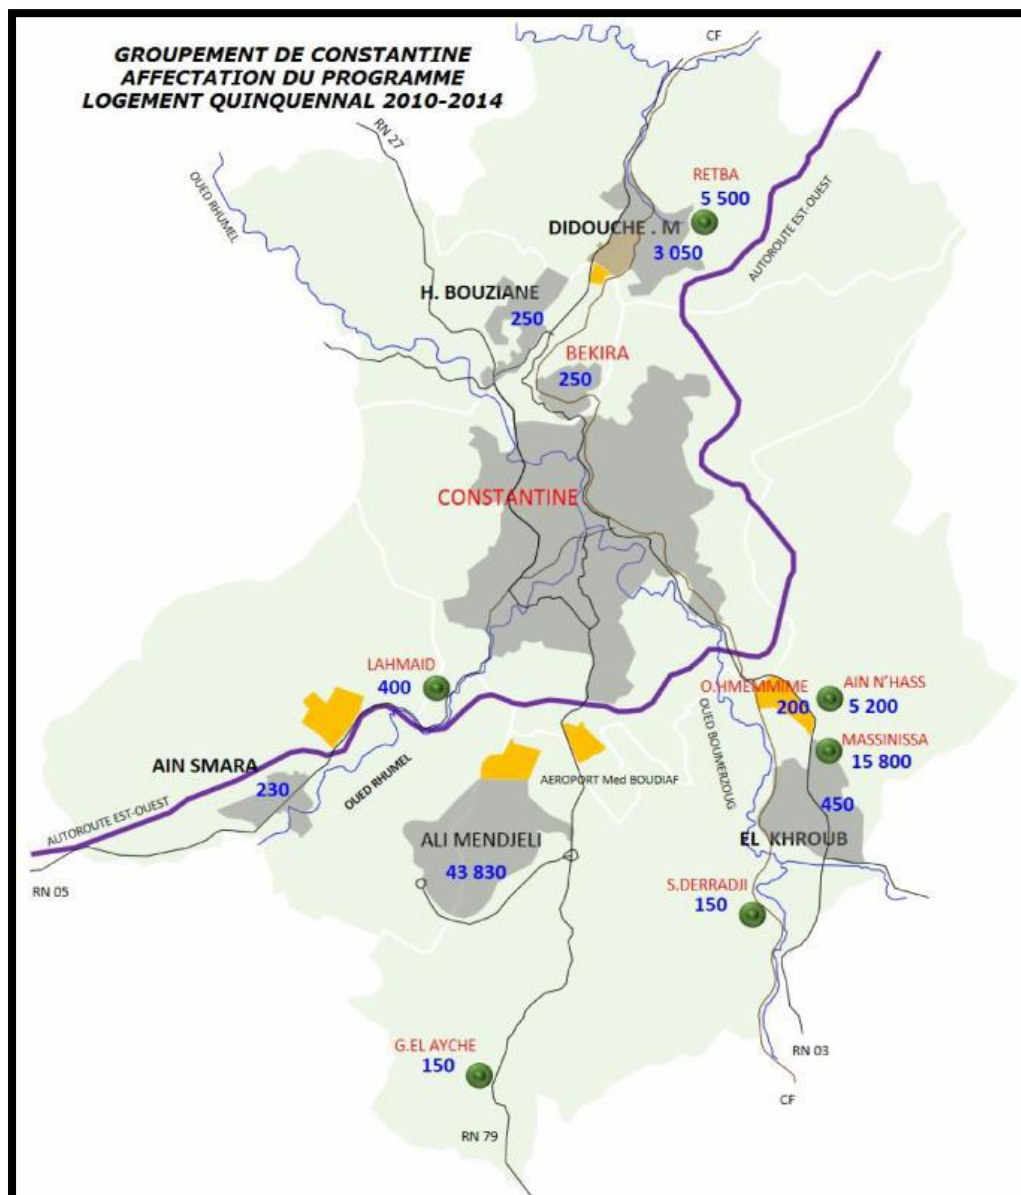 GROUPEMENT DE CONSTANTINE
AFFECTATION DU PROGRAMME
LOGEMENT QUINQUENNAL 2010-2014
CF
RN 27
OUED RHUMEL
RETBA
5 500
AUTOROUTE EST-OUEST
DIDOUCHE . M
3 050
H. BOUZIANE
250
BEKIRA
250
CONSTANTINE
LAHMAID
400
O.HMEMMIME
200
AIN N'HASS
5 200
MASSINISSA
15 800
OUED BOUMERZOUG
AIN SMARA
230
OUED RHUMEL
AEROPORT Med BOUDIAF
450
EL KHROUB
AUTOROUTE EST-OUEST
RN 05
ALI MENDJELI
43 830
S.DERRADJI
150
G.EL AYCHE
150
RN 03
CF
RN 79